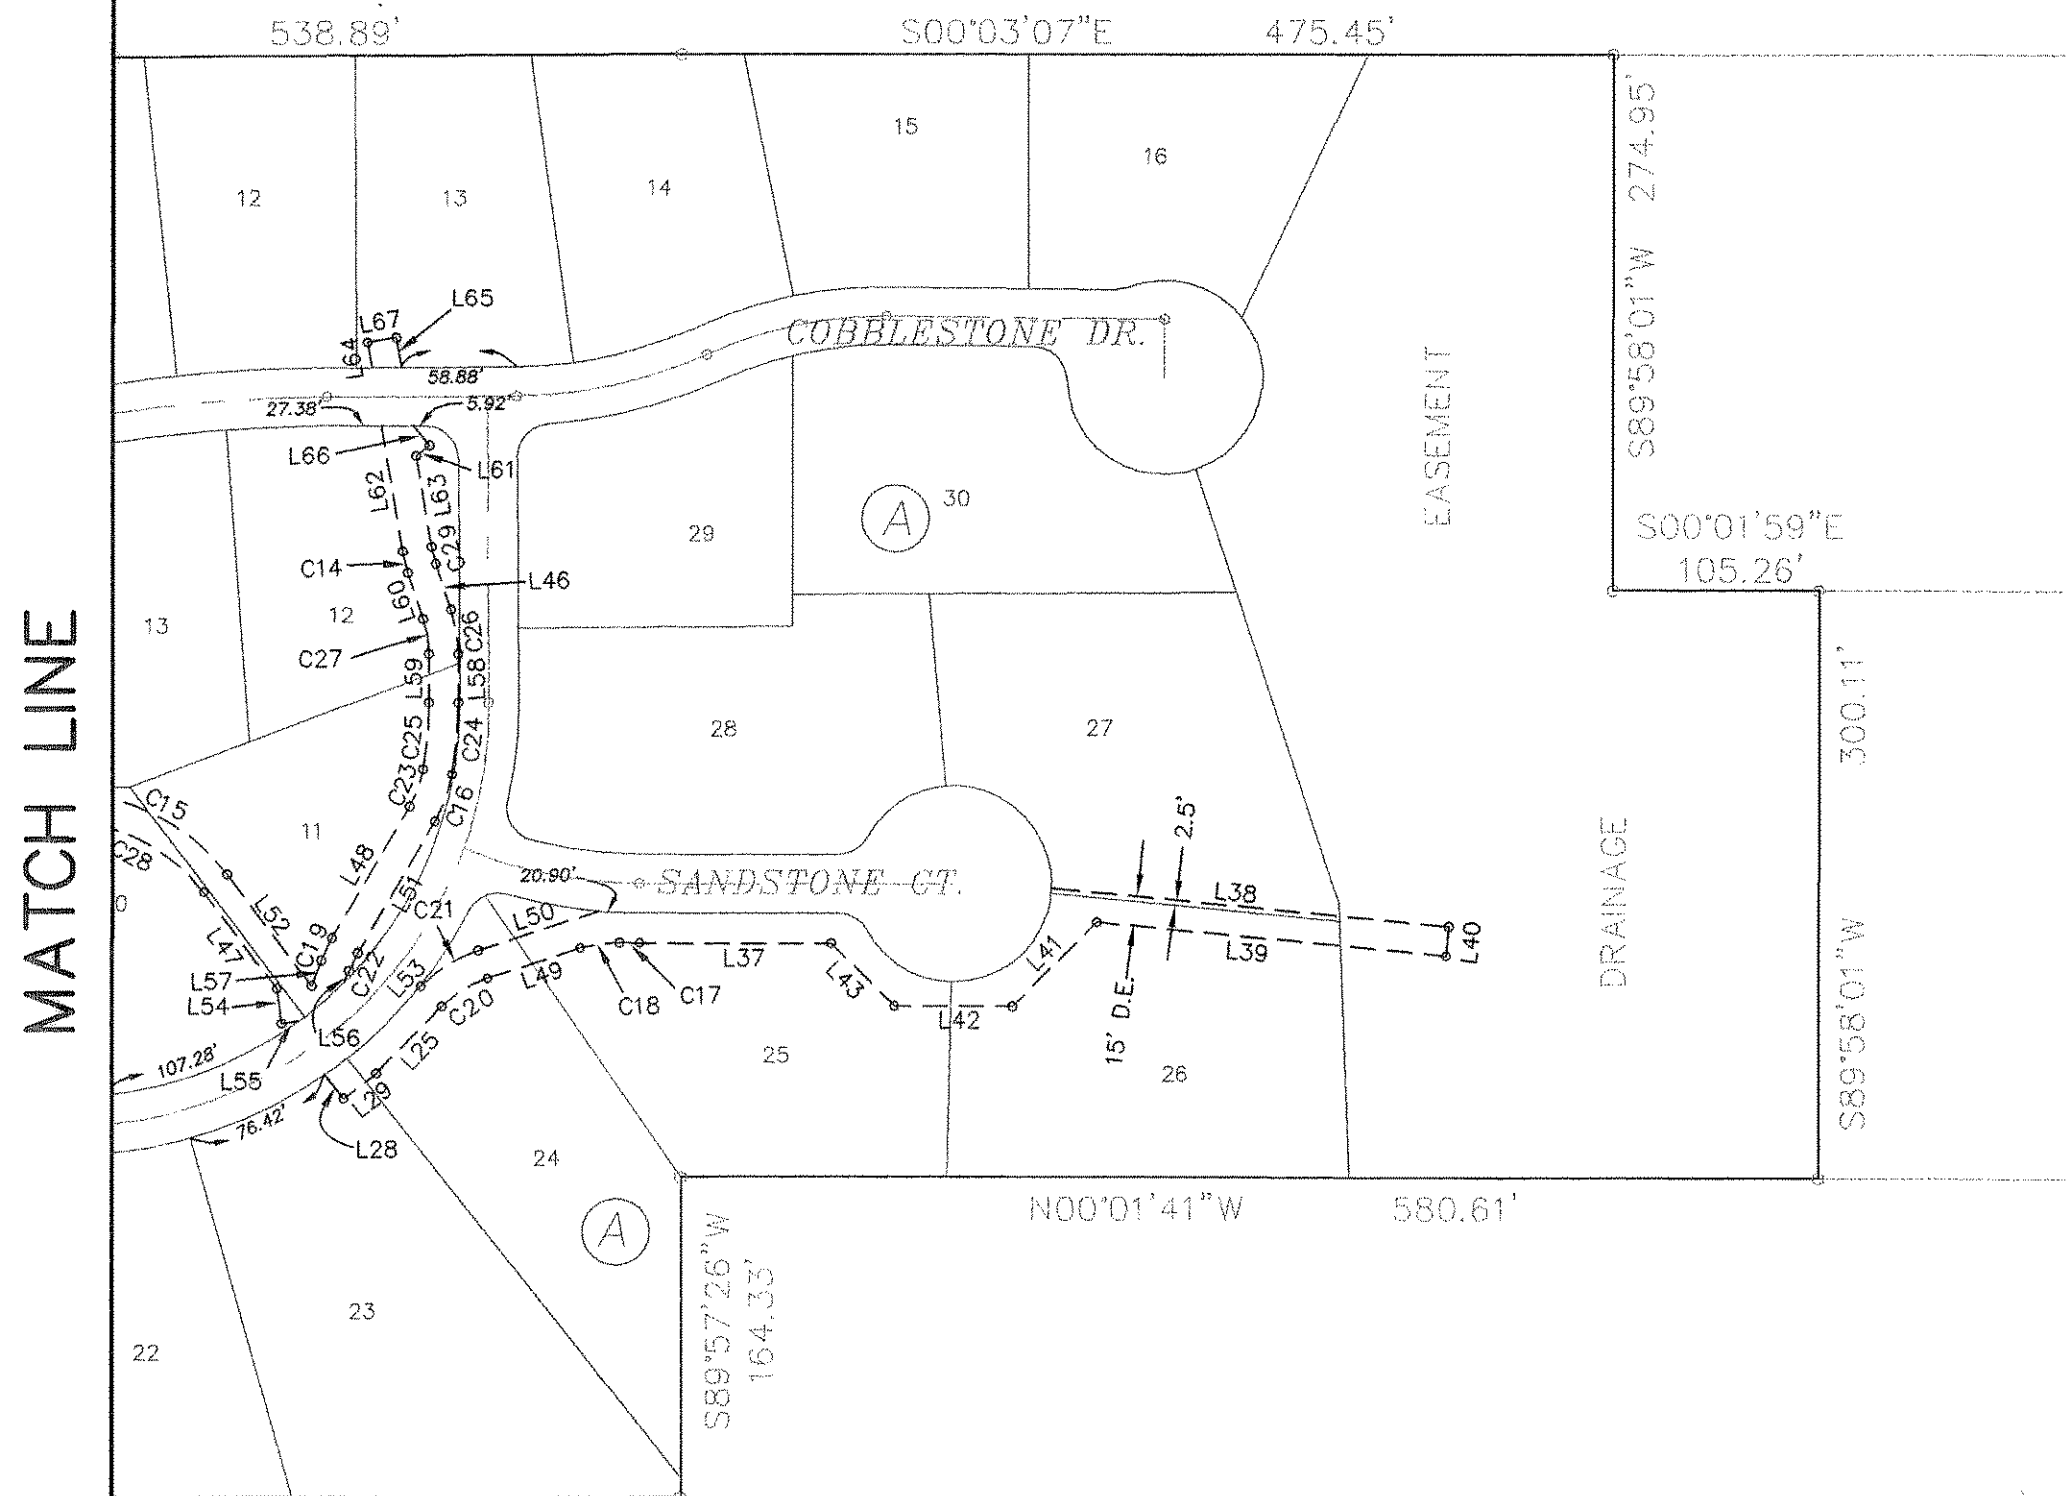 538.89'
S00°03'07"E
475.45'
S89°58'01"W 274.95'
12
13
14
15
16
L65
L67
L64
58.88'
COBBLESTONE DR.
27.38'
5.92'
L66
L61
L62
L63
C29
EASEMENT
30
A
29
S00°01'59"E
105.26'
C14
L46
L60
13
12
C26
C27
L59
L58
MATCH LINE
300.11'
28
27
C25
C24
C23
C16
C15
11
C28
L48
2.5'
20.90'
SANDSTONE CT.
L38
L51
C21
L50
L52
DRAINAGE
S89°58'01"W
0
L47
C19
L57
C22
L53
L49
L37
L41
L39
L40
L54
L43
C18
C17
C20
L42
L56
15' D.E.
L25
25
26
107.28'
L55
L29
76.42'
L28
24
N00°01'41"W
580.61'
A
S89°57'26"W
164.33'
23
22